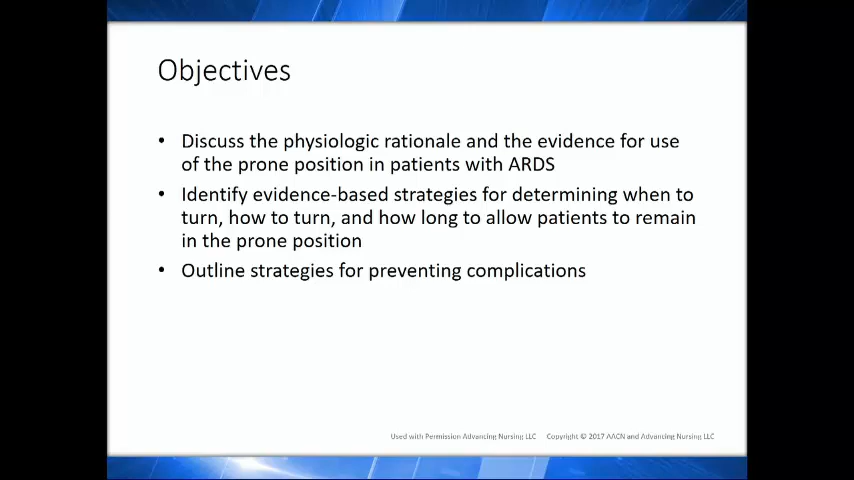 Objectives
• Discuss the physiologic rationale and the evidence for use
of the prone position in patients with ARDS
• Identify evidence-based strategies for determining when to
turn, how to turn, and how long to allow patients to remain
in the prone position
• Outline strategies for preventing complications
Used with Permission Advancing Nursing LLC Copyright © 2017 AACN and Advancing Nursing LLC